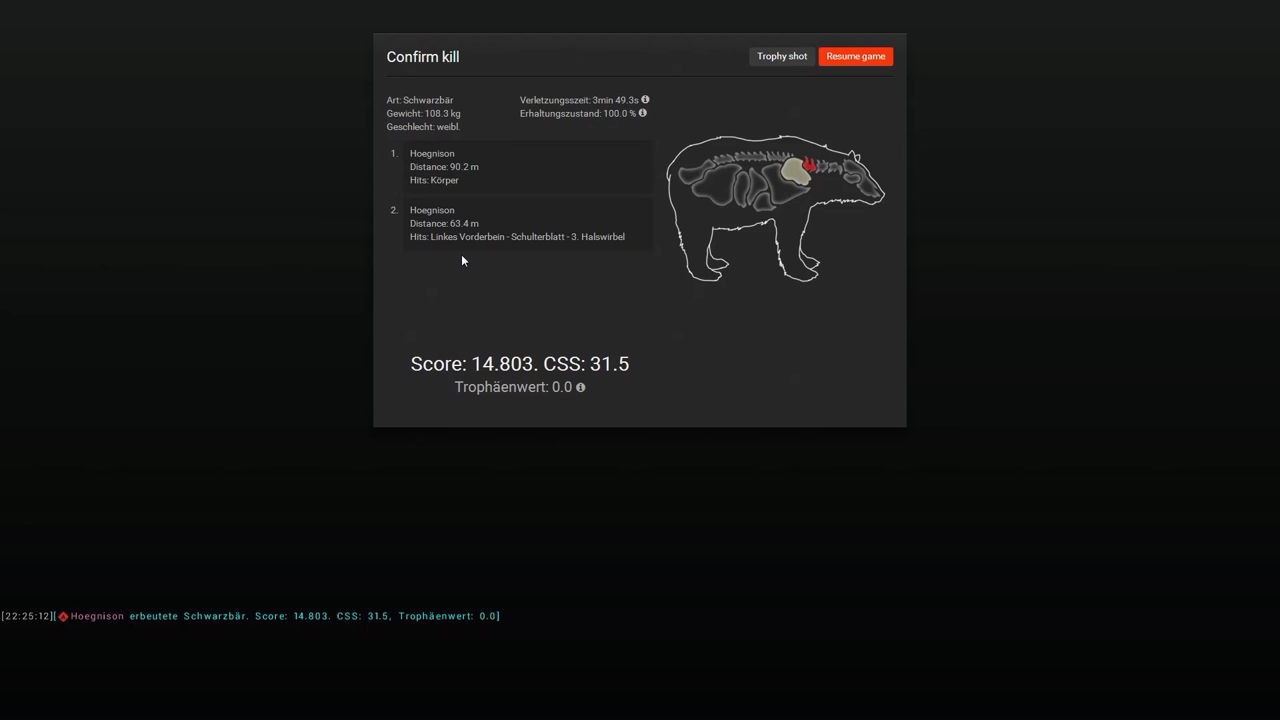 Confirm kill
Trophy shot
Resume game
Art: Schwarzbär
Gewicht: 108.3 kg
Geschlecht: weibl.
Verletzungsszeit: 3min 49.3s
Erhaltungszustand: 100.0 %
1. Hoegnison
Distance: 90.2 m
Hits: Körper
2. Hoegnison
Distance: 63.4 m
Hits: Linkes Vorderbein - Schulterblatt - 3. Halswirbel
Score: 14.803. CSS: 31.5
Trophäenwert: 0.0
[22:25:12][Hoegnison erbeutete Schwarzbär. Score: 14.803. CSS: 31.5, Trophäenwert: 0.0]